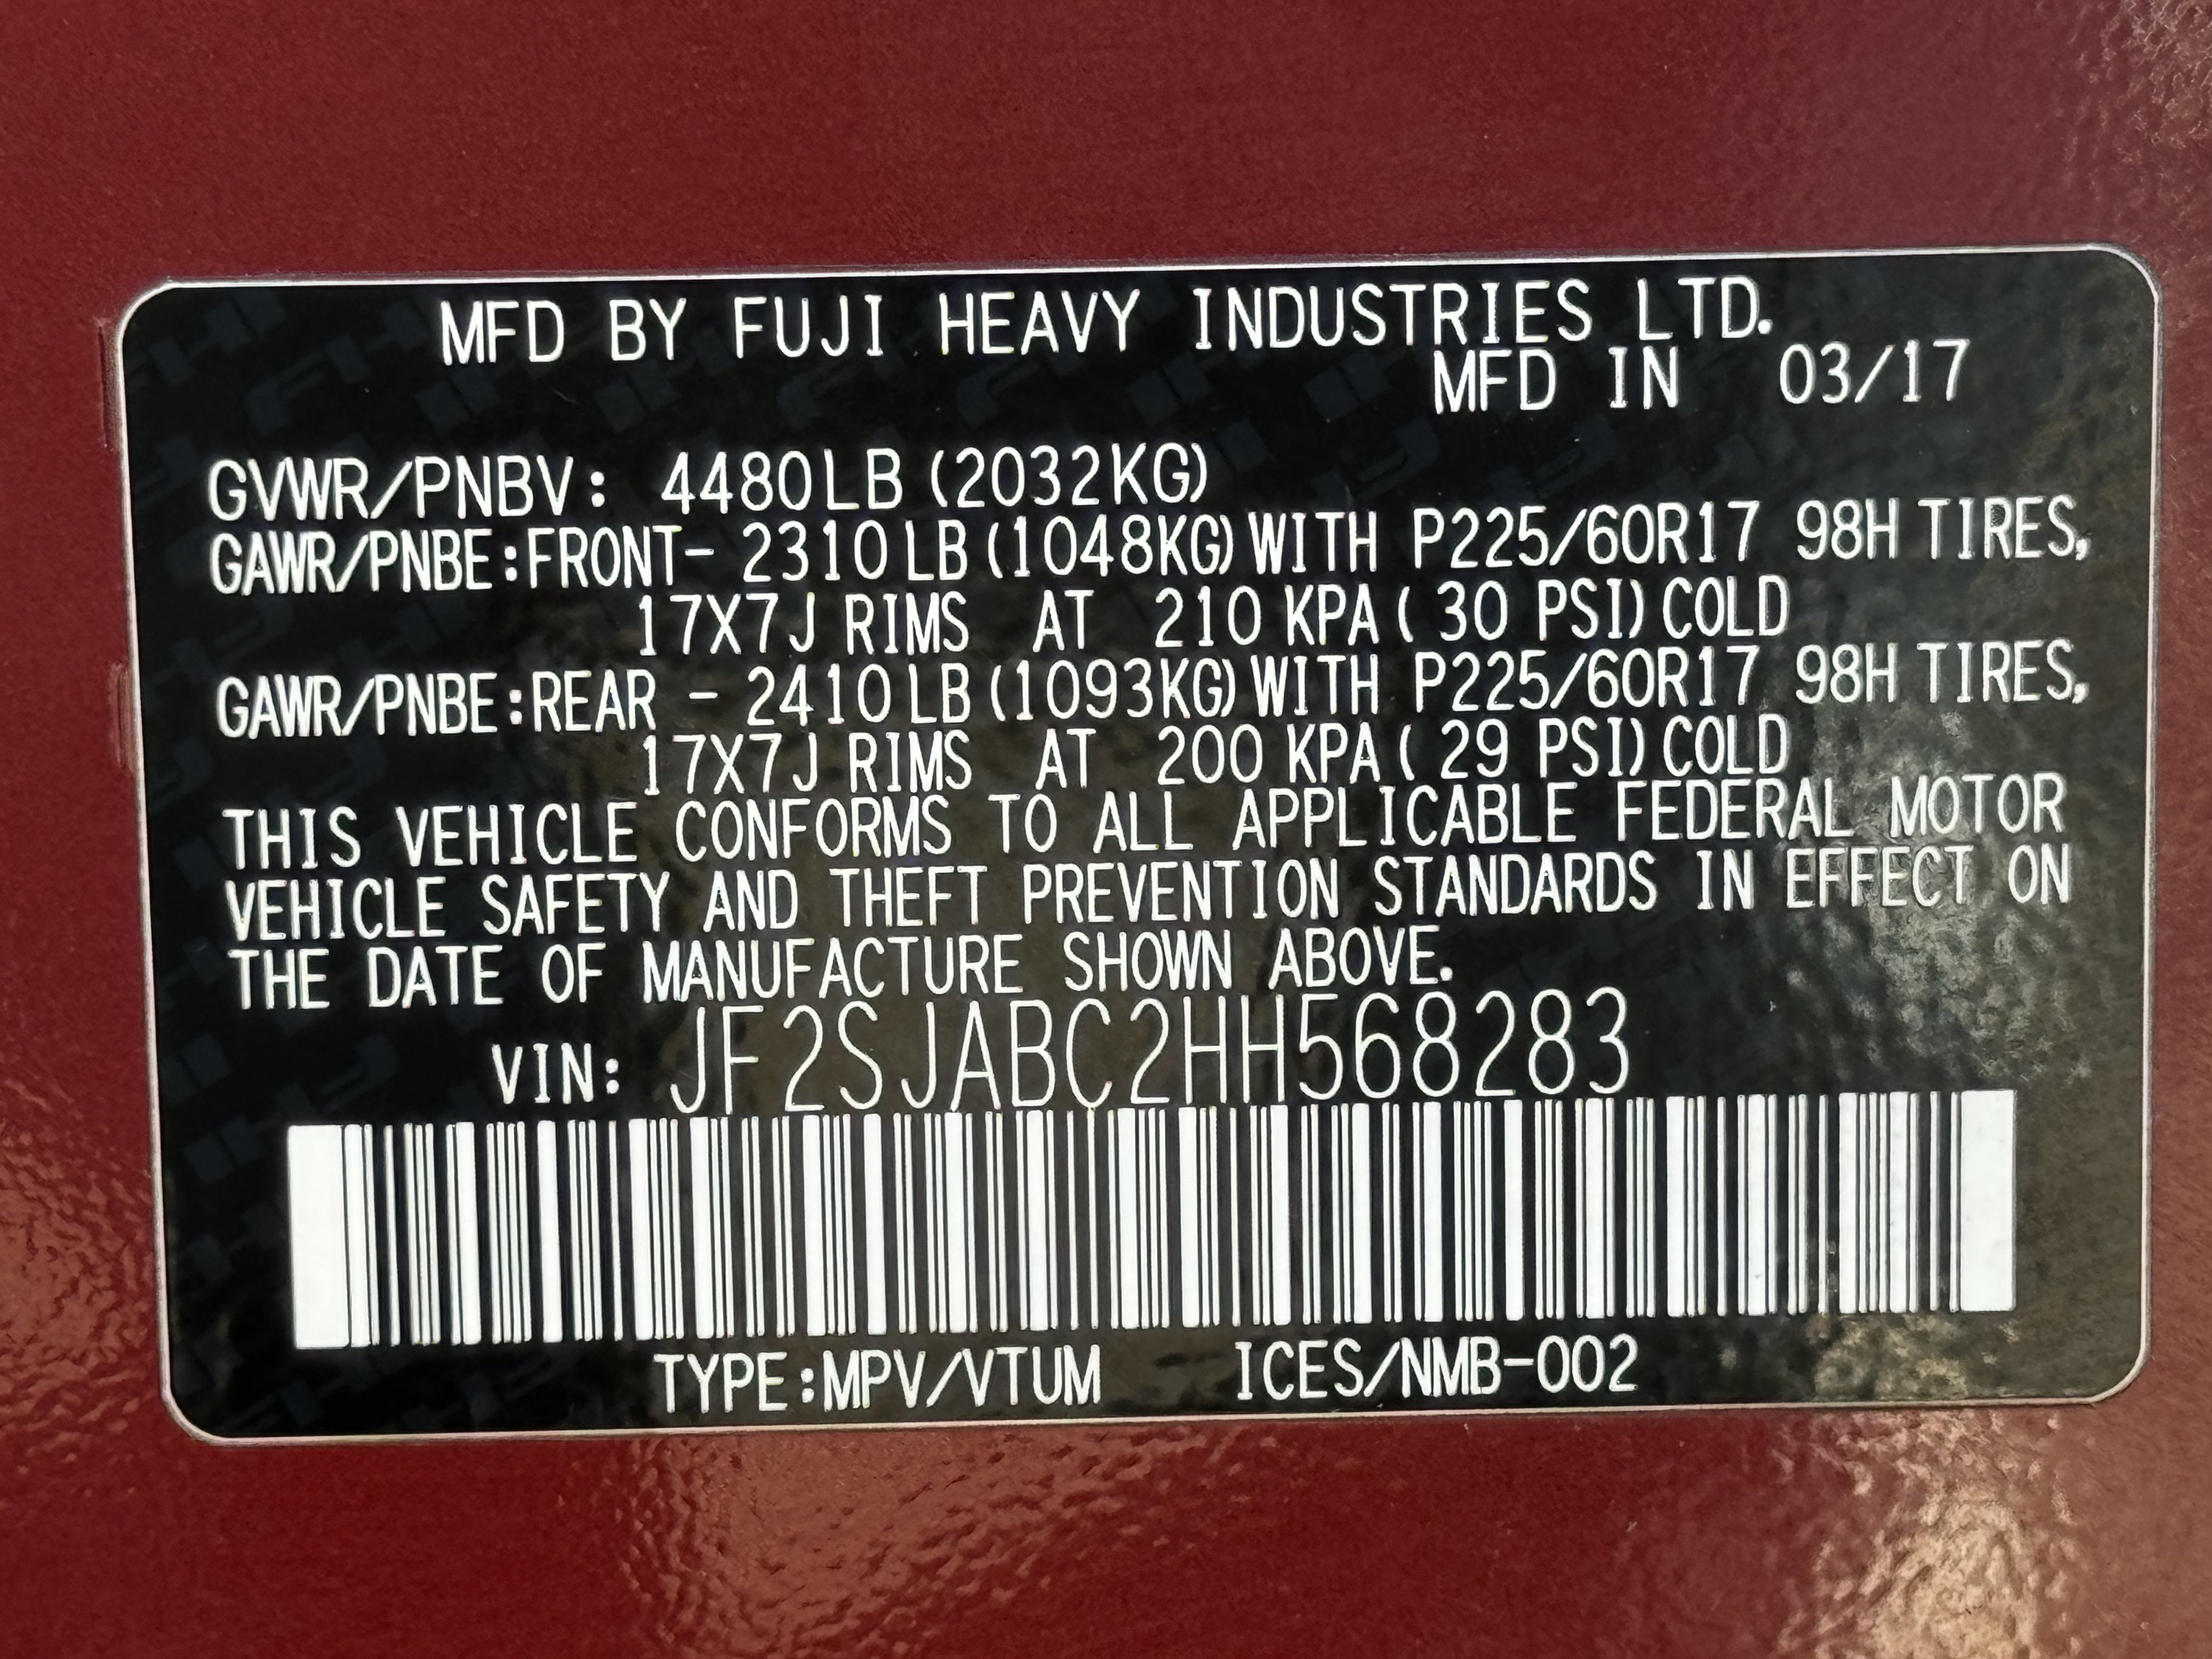 MFD BY FUJI HEAVY INDUSTRIES LTD.
MFD IN 03/17
GVWR/PNBV: 4480LB (2032KG)
GAWR/PNBE:FRONT- 2310LB(1048KG)WITH P225/60R17 98H TIRES,
17X7J RIMS AT 210 KPA( 30 PSI)COLD
GAWR/PNBE:REAR - 2410LB(1093KG)WITH P225/60R17 98H TIRES,
17X7J RIMS AT 200 KPA( 29 PSI)COLD
THIS VEHICLE CONFORMS TO ALL APPLICABLE FEDERAL MOTOR
VEHICLE SAFETY AND THEFT PREVENTION STANDARDS IN EFFECT ON
THE DATE OF MANUFACTURE SHOWN ABOVE.
VIN: JF2SJABC2HH568283
TYPE:MPV/VTUM ICES/NMB-002